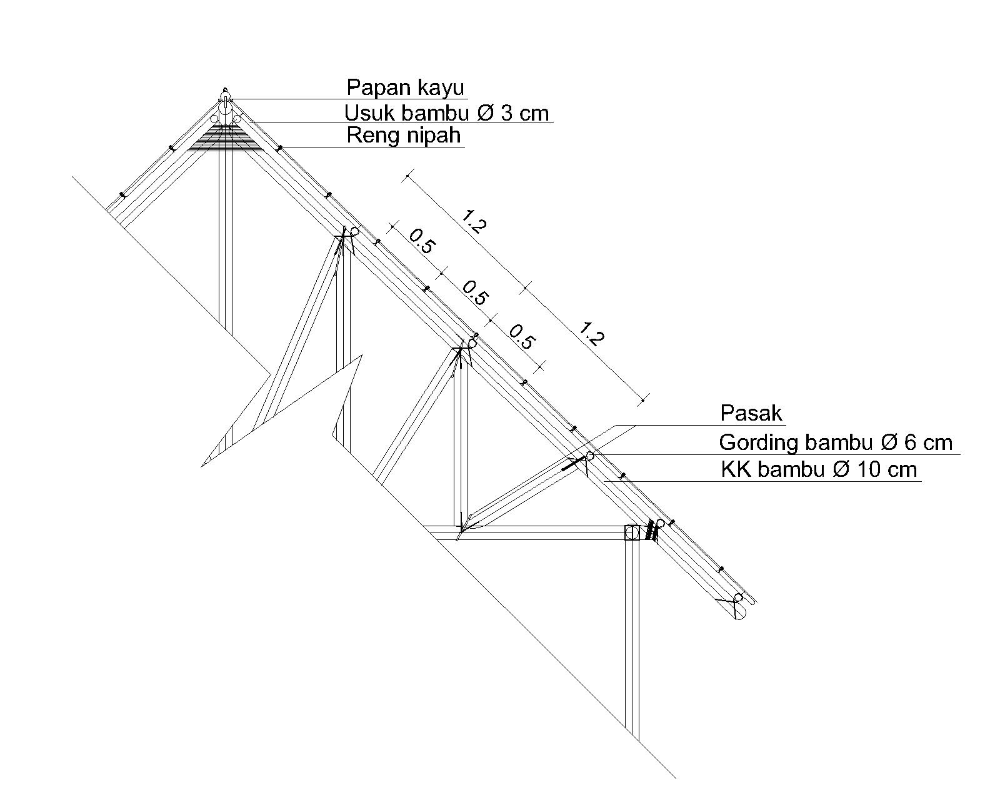 Papan kayu
Usuk bambu Ø 3 cm
Reng nipah
1.2
0.5
0.5
1.2
0.5
Pasak
Gording bambu Ø 6 cm
KK bambu Ø 10 cm